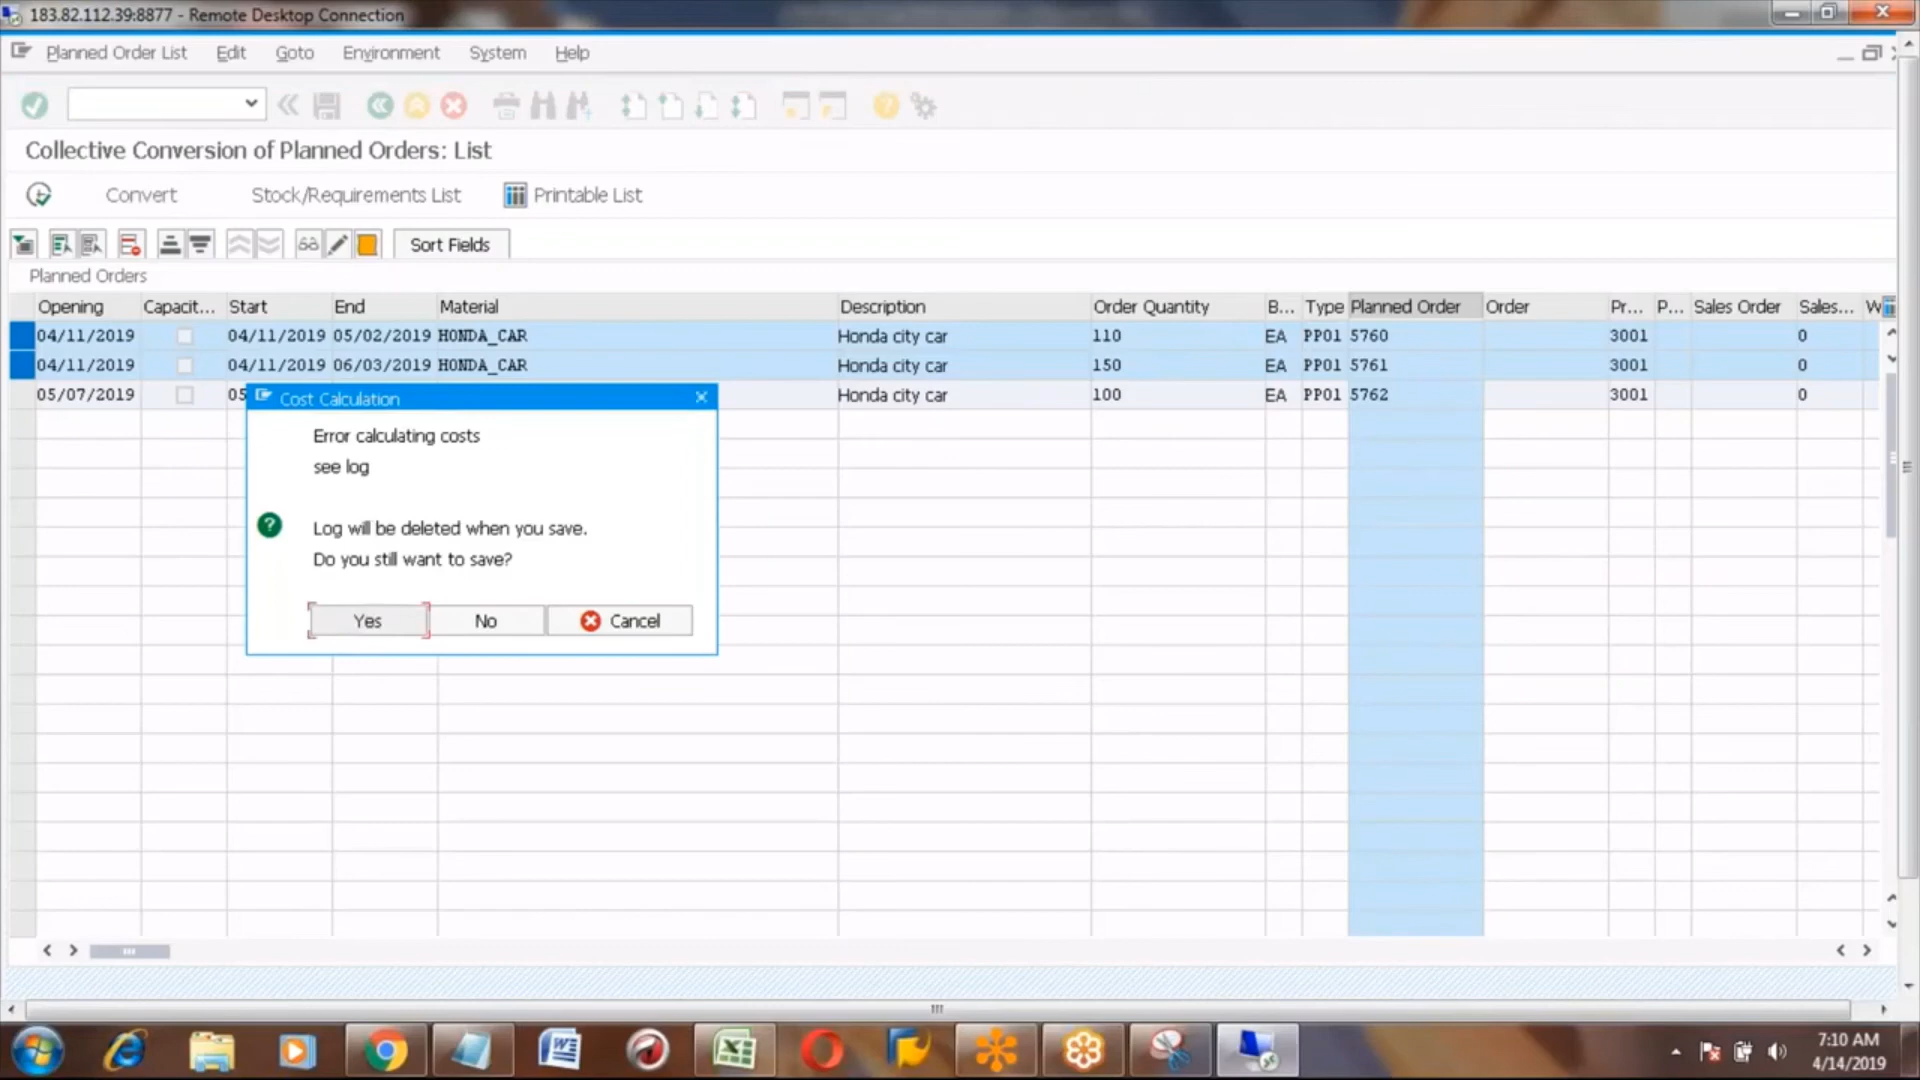 183.82.112.39:8877 - Remote Desktop Connection
Planned Order List Edit Goto Environment System Help
Collective Conversion of Planned Orders: List
Convert Stock/Requirements List Printable List
Sort Fields
Planned Orders
Opening Capacit... Start End Material Description Order Quantity B... Type Planned Order Order Pr... P... Sales Order Sales... W
04/11/2019 04/11/2019 05/02/2019 HONDA_CAR Honda city car 110 EA PP01 5760 3001 0
04/11/2019 04/11/2019 06/03/2019 HONDA_CAR Honda city car 150 EA PP01 5761 3001 0
05/07/2019 05 Honda city car 100 EA PP01 5762 3001 0
Cost Calculation
Error calculating costs
see log
Log will be deleted when you save.
Do you still want to save?
Yes No Cancel
7:10 AM
4/14/2019